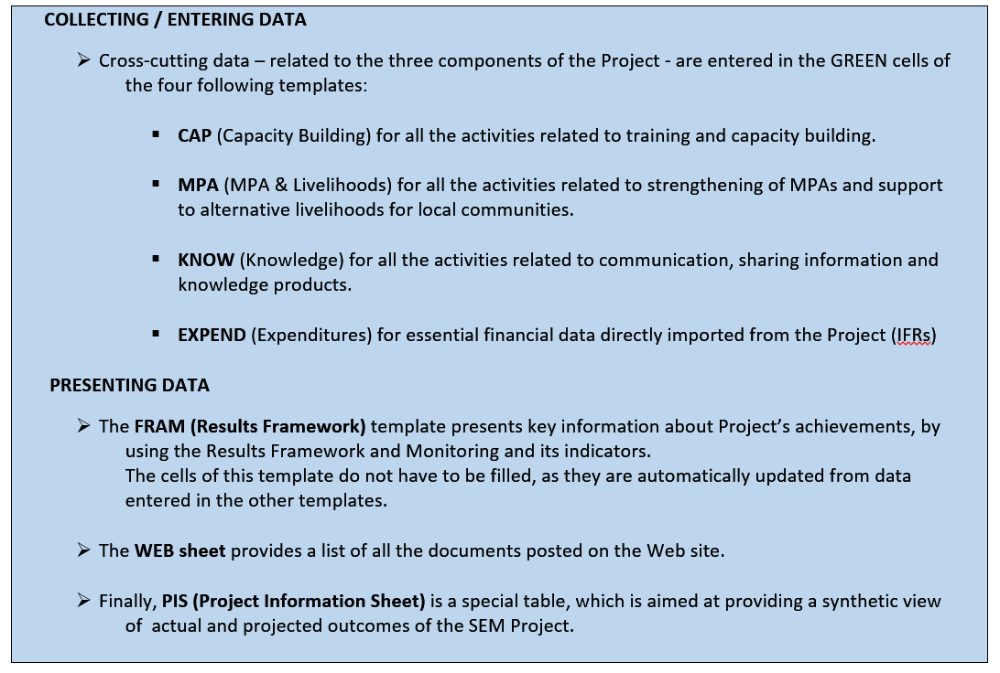 COLLECTING / ENTERING DATA
➢ Cross-cutting data – related to the three components of the Project - are entered in the GREEN cells of
the four following templates:
▪ CAP (Capacity Building) for all the activities related to training and capacity building.
▪ MPA (MPA & Livelihoods) for all the activities related to strengthening of MPAs and support
to alternative livelihoods for local communities.
▪ KNOW (Knowledge) for all the activities related to communication, sharing information and
knowledge products.
▪ EXPEND (Expenditures) for essential financial data directly imported from the Project (IFRs)
PRESENTING DATA
➢ The FRAM (Results Framework) template presents key information about Project’s achievements, by
using the Results Framework and Monitoring and its indicators.
The cells of this template do not have to be filled, as they are automatically updated from data
entered in the other templates.
➢ The WEB sheet provides a list of all the documents posted on the Web site.
➢ Finally, PIS (Project Information Sheet) is a special table, which is aimed at providing a synthetic view
of  actual and projected outcomes of the SEM Project.